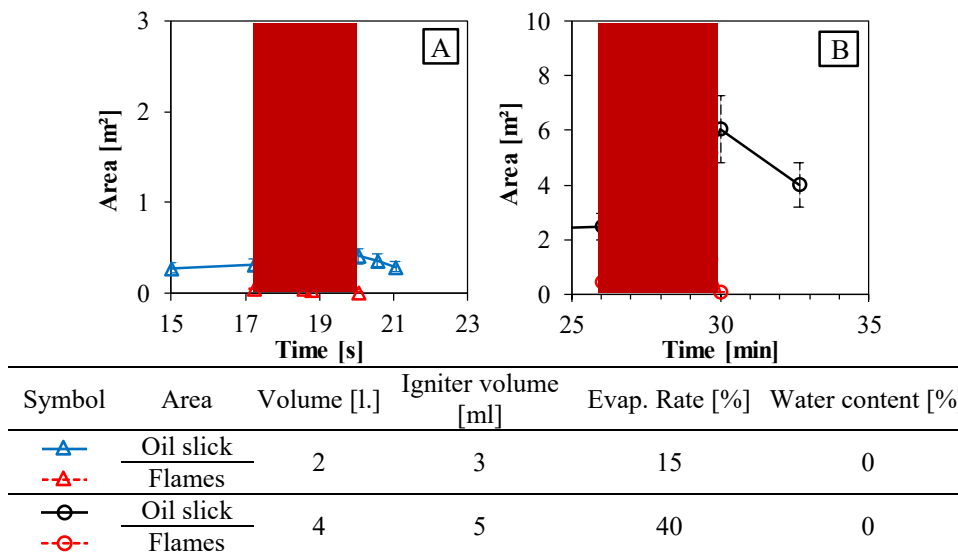 3
2
1
0
Area [m²]
A
15 17 19 21 23
Time [s]
10
8
6
4
2
0
Area [m²]
B
25 30 35
Time [min]
Symbol Area Volume [l.] Igniter volume [ml] Evap. Rate [%] Water content [%
Oil slick
2 3 15 0
Flames
Oil slick
4 5 40 0
Flames